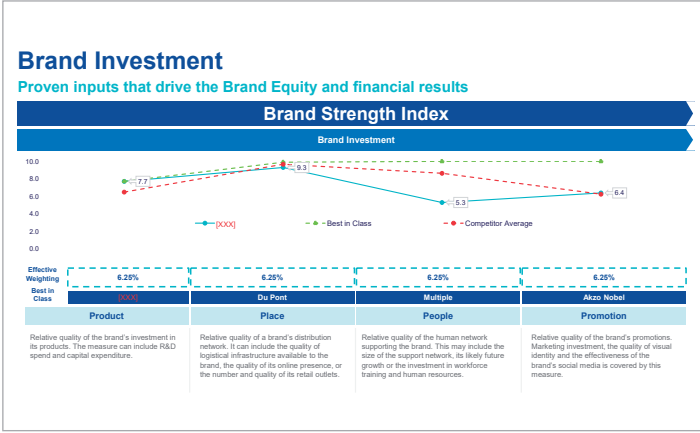 Brand Investment
Proven inputs that drive the Brand Equity and financial results
Brand Strength Index
Brand Investment
10.0
8.0
6.0
4.0
2.0
0.0
7.7
9.3
5.3
6.4
[XXX]
Best in Class
Competitor Average
Effective
Weighting
6.25%
6.25%
6.25%
6.25%
Best in
Class
[XXX]
Du Pont
Multiple
Akzo Nobel
Product
Place
People
Promotion
Relative quality of the brand's investment in
its products. The measure can include R&D
spend and capital expenditure.
Relative quality of a brand's distribution
network. It can include the quality of
logistical infrastructure available to the
brand, the quality of its online presence, or
the number and quality of its retail outlets.
Relative quality of the human network
supporting the brand. This may include the
size of the support network, its likely future
growth or the investment in workforce
training and human resources.
Relative quality of the brand's promotions.
Marketing investment, the quality of visual
identity and the effectiveness of the
brand's social media is covered by this
measure.